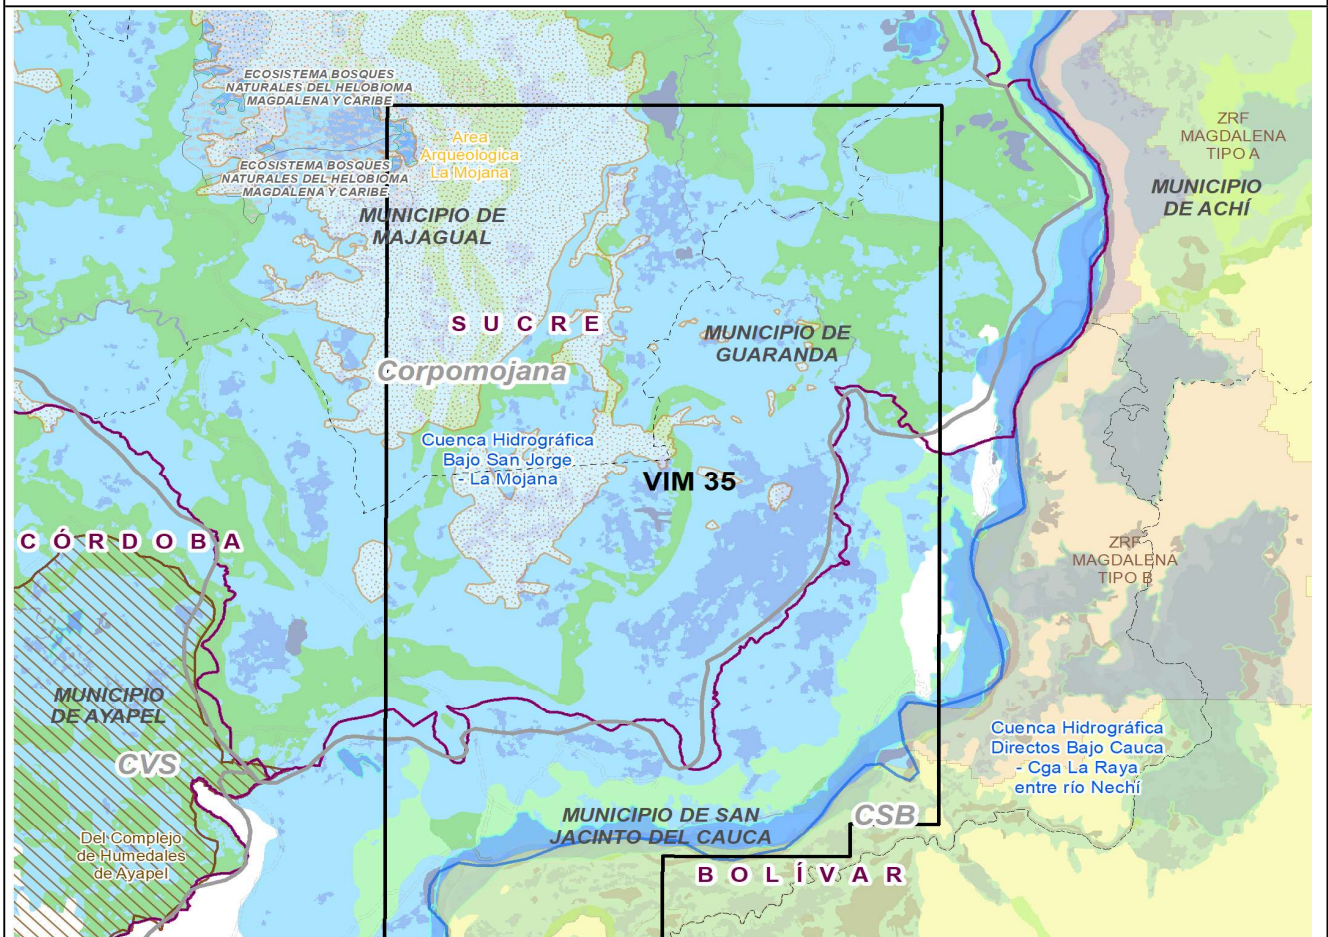 ECOSISTEMA BOSQUES
NATURALES DEL HELOBIOMA
MAGDALENA Y CARIBE
Area
Arqueologica
La Mojana
ZRF
MAGDALENA
TIPO A
ECOSISTEMA BOSQUES
NATURALES DEL HELOBIOMA
MAGDALENA Y CARIBE
MUNICIPIO
DE ACHÍ
MUNICIPIO DE
MAJAGUAL
SUCRE
MUNICIPIO DE
GUARANDA
Corpomojana
Cuenca Hidrográfica
Bajo San Jorge
- La Mojana
VIM 35
CÓRDOBA
ZRF
MAGDALENA
TIPO B
MUNICIPIO
DE AYAPEL
CVS
Cuenca Hidrográfica
Directos Bajo Cauca
- Cga La Raya
entre río Nechí
MUNICIPIO DE SAN
JACINTO DEL CAUCA
CSB
Del Complejo
de Humedales
de Ayapel
BOLÍVAR